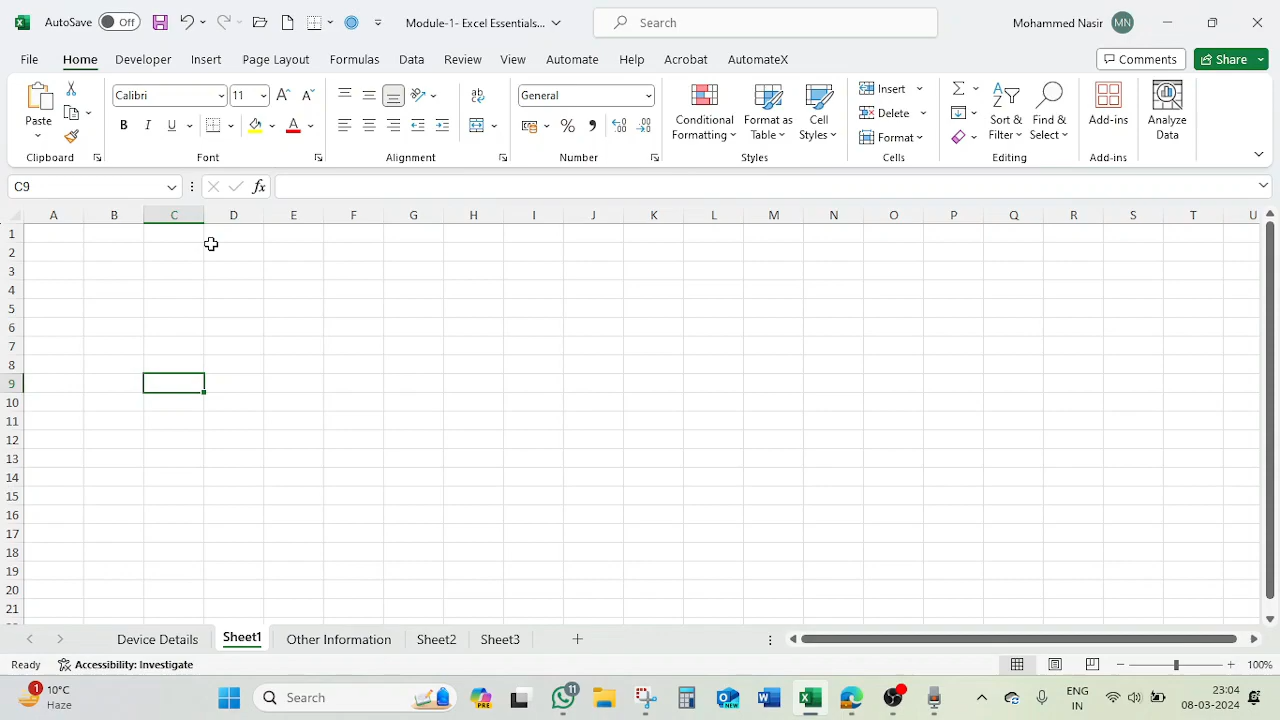 AutoSave Off Module-1- Excel Essentials... Search Mohammed Nasir MN
File Home Developer Insert Page Layout Formulas Data Review View Automate Help Acrobat AutomateX Comments Share
Paste Calibri 11 General Conditional Formatting Format as Table Cell Styles Insert Delete Format Sort & Filter Find & Select Add-ins Analyze Data
B I U A % 9
Clipboard Font Alignment Number Styles Cells Editing Add-ins
C9 fx
A B C D E F G H I J K L M N O P Q R S T U
1
2
3
4
5
6
7
8
9
10
11
12
13
14
15
16
17
18
19
20
21
Device Details Sheet1 Other Information Sheet2 Sheet3
Ready Accessibility: Investigate 100%
1 10°C Haze Search PRE 11 NEW ENG IN 23:04 08-03-2024